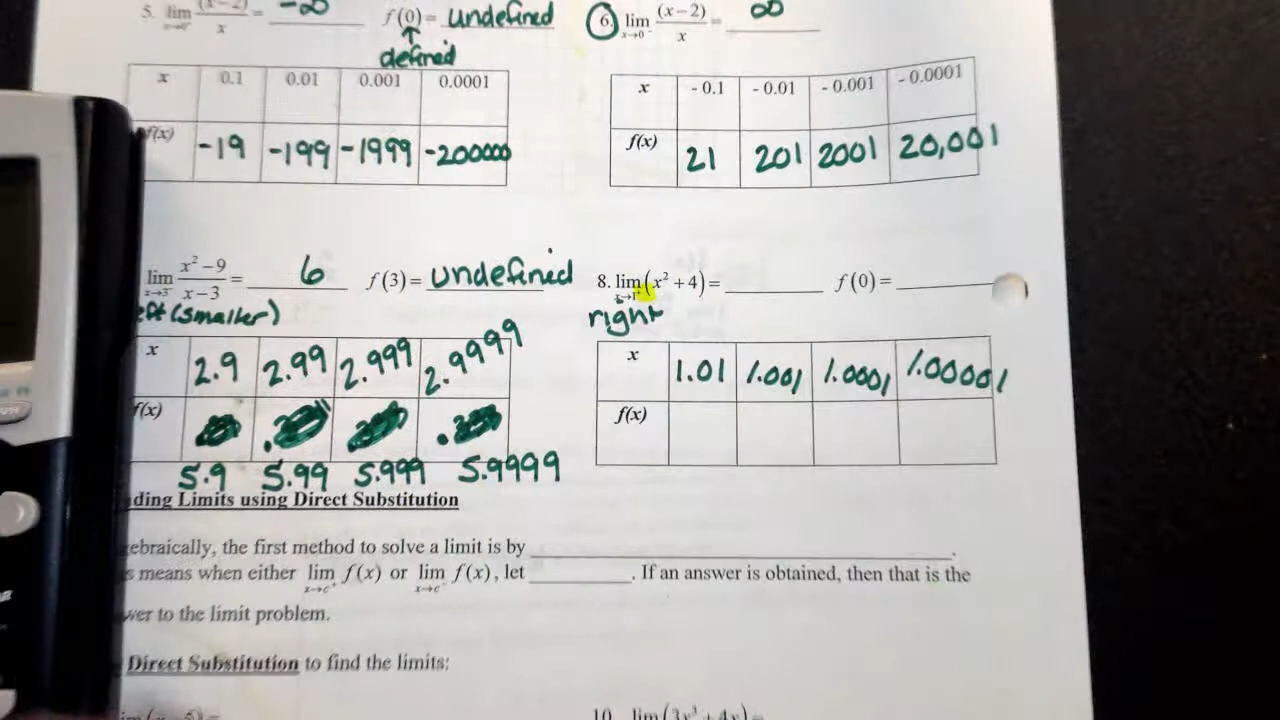 5. lim (x-2)/x = -∞ f(0) = undefined
x→0
defined
x 0.1 0.01 0.001 0.0001
f(x) -19 -199 -1999 -200000
6. lim (x-2)/x = ∞
x→0⁻
x -0.1 -0.01 -0.001 -0.0001
f(x) 21 201 2001 20,001
lim (x²-9)/(x-3) = 6 f(3) = undefined
x→3⁻
eft (smaller)
x 2.9 2.99 2.999 2.9999
f(x)
5.9 5.99 5.999 5.9999
8. lim (x²+4) = f(0) =
x→1⁺
right
x 1.01 1.001 1.0001 1.00001
f(x)
ding Limits using Direct Substitution
ebraically, the first method to solve a limit is by .
s means when either lim f(x) or lim f(x), let . If an answer is obtained, then that is the
x→c⁺ x→c⁻
wer to the limit problem.
Direct Substitution to find the limits:
10. lim (3x³+4x) =